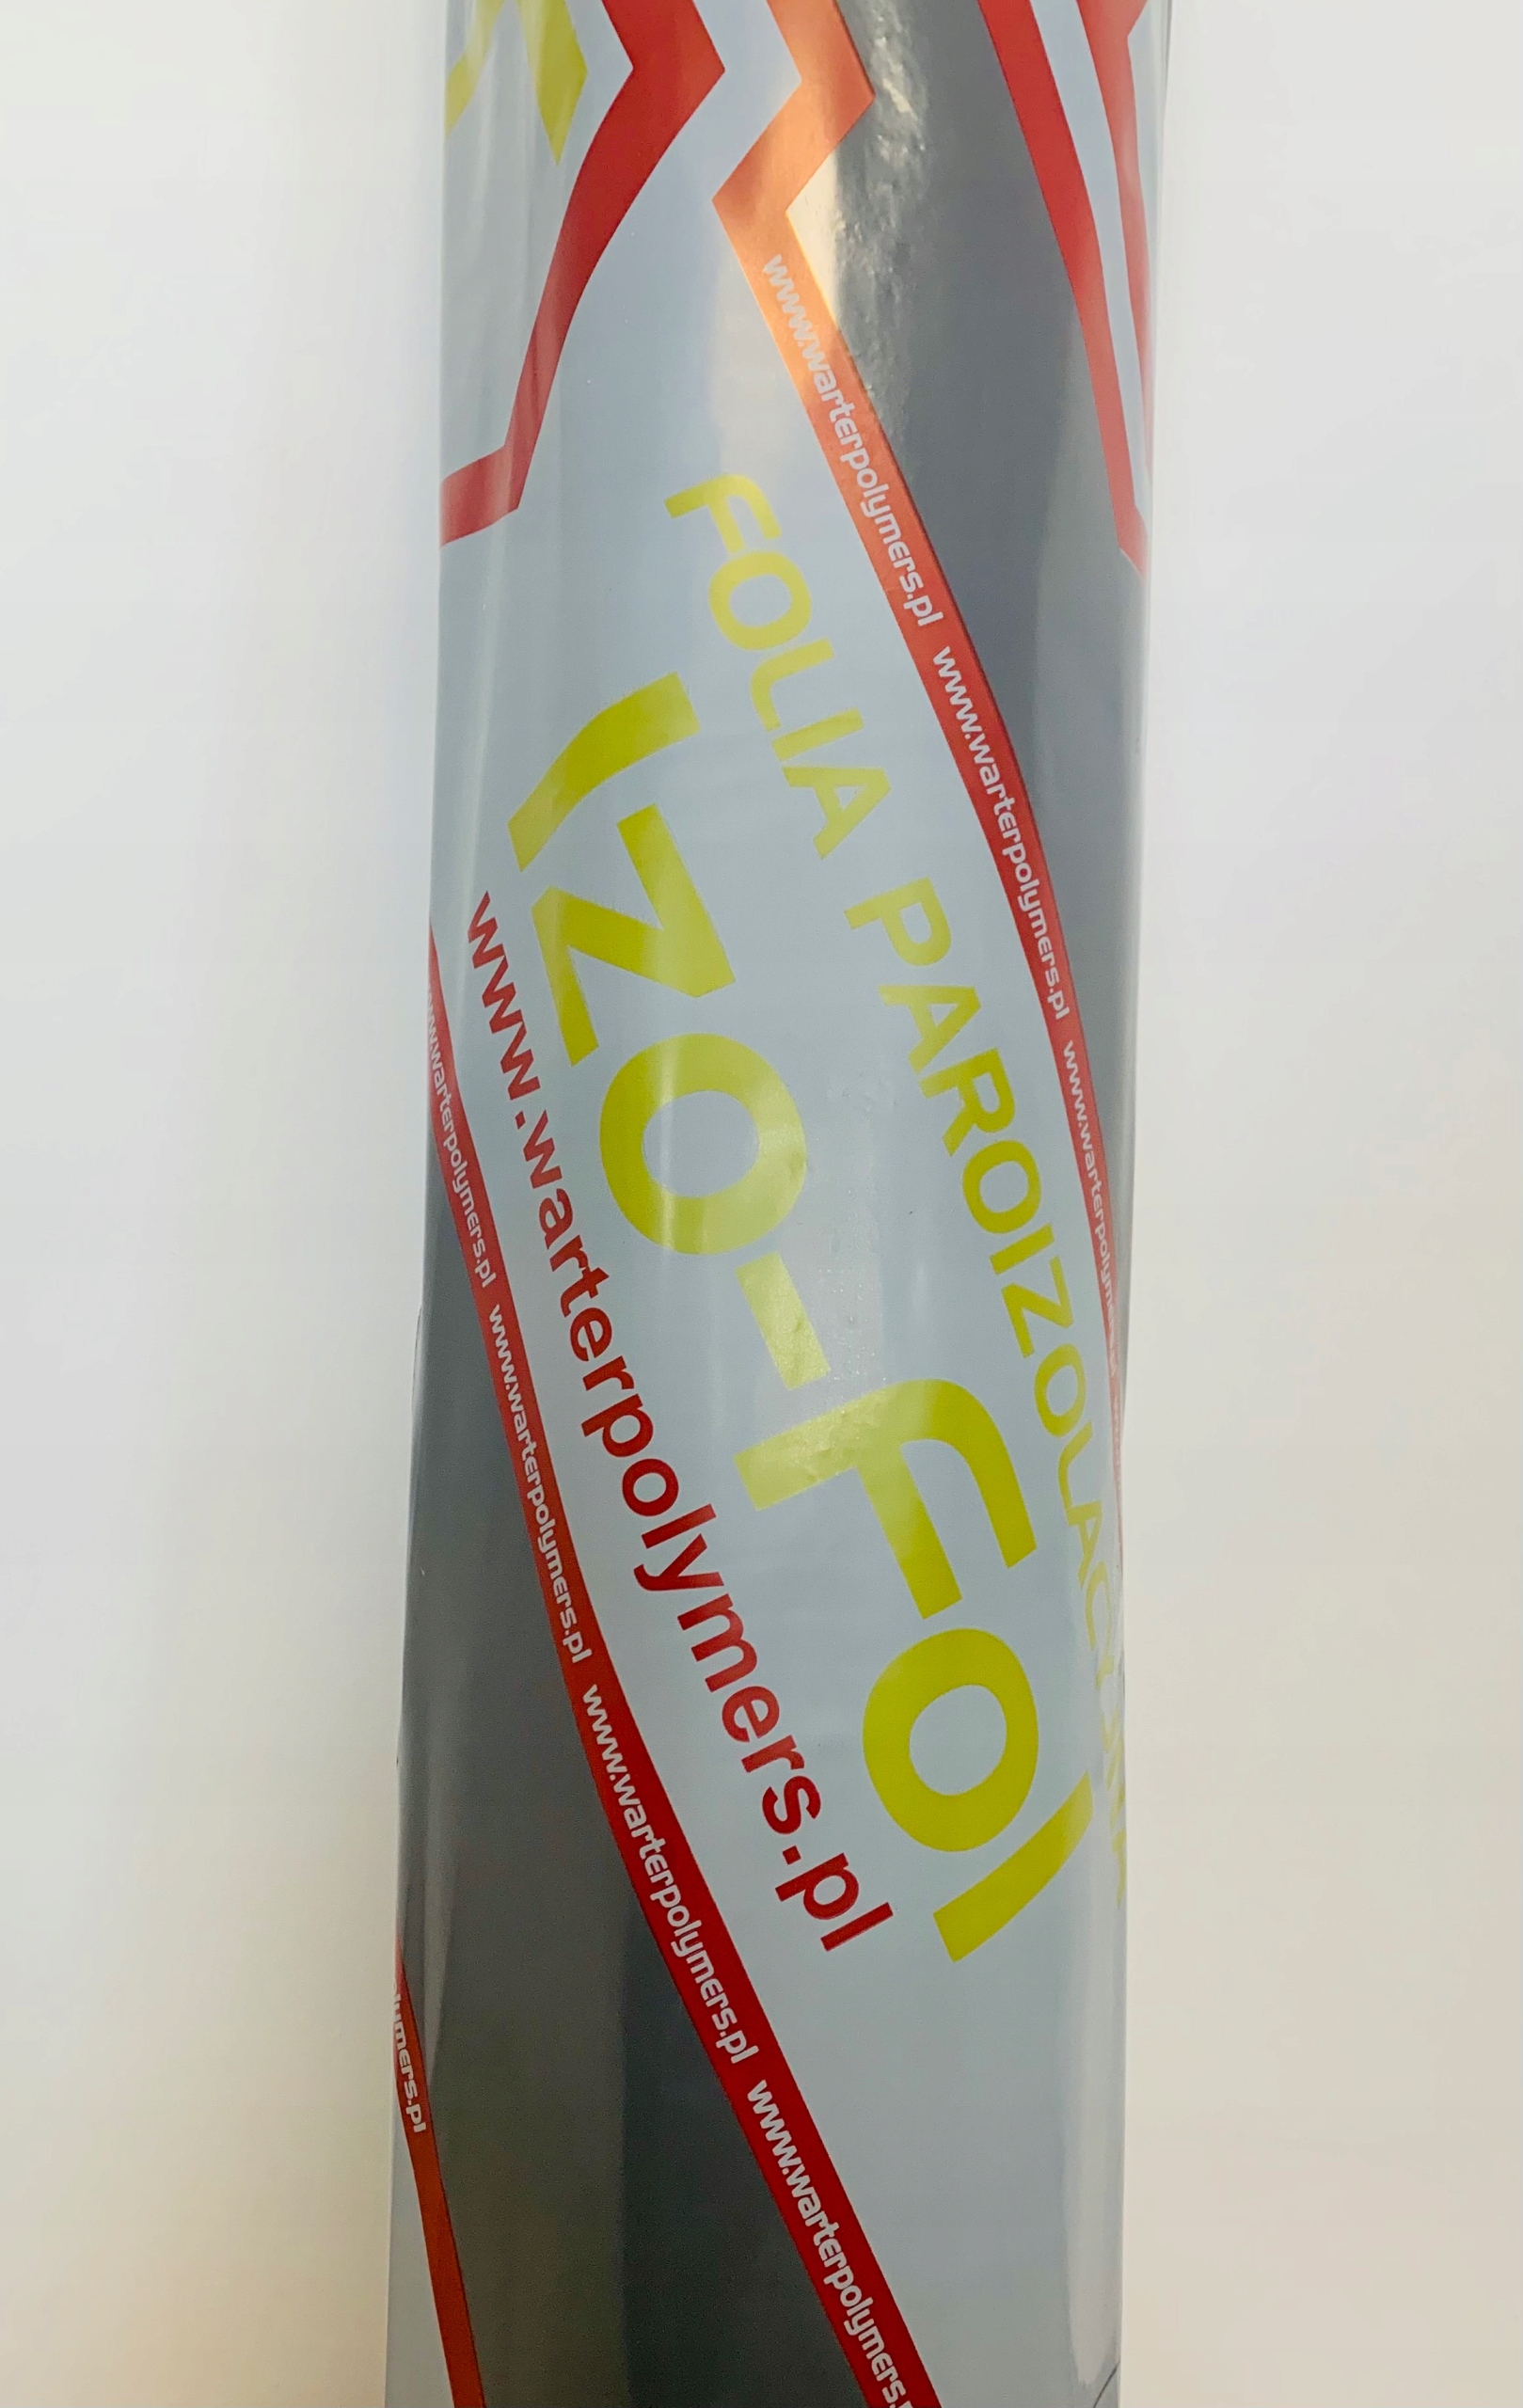 www.warterpolymers.pl www.warterpolymers.pl www.warterpolymers.pl
FOLIA PAROIZOLACYJNA
IZO-FOL
www.warterpolymers.pl
www.warterpolymers.pl www.warterpolymers.pl www.warterpolymers.pl www.warterpolymers.
ymers.pl